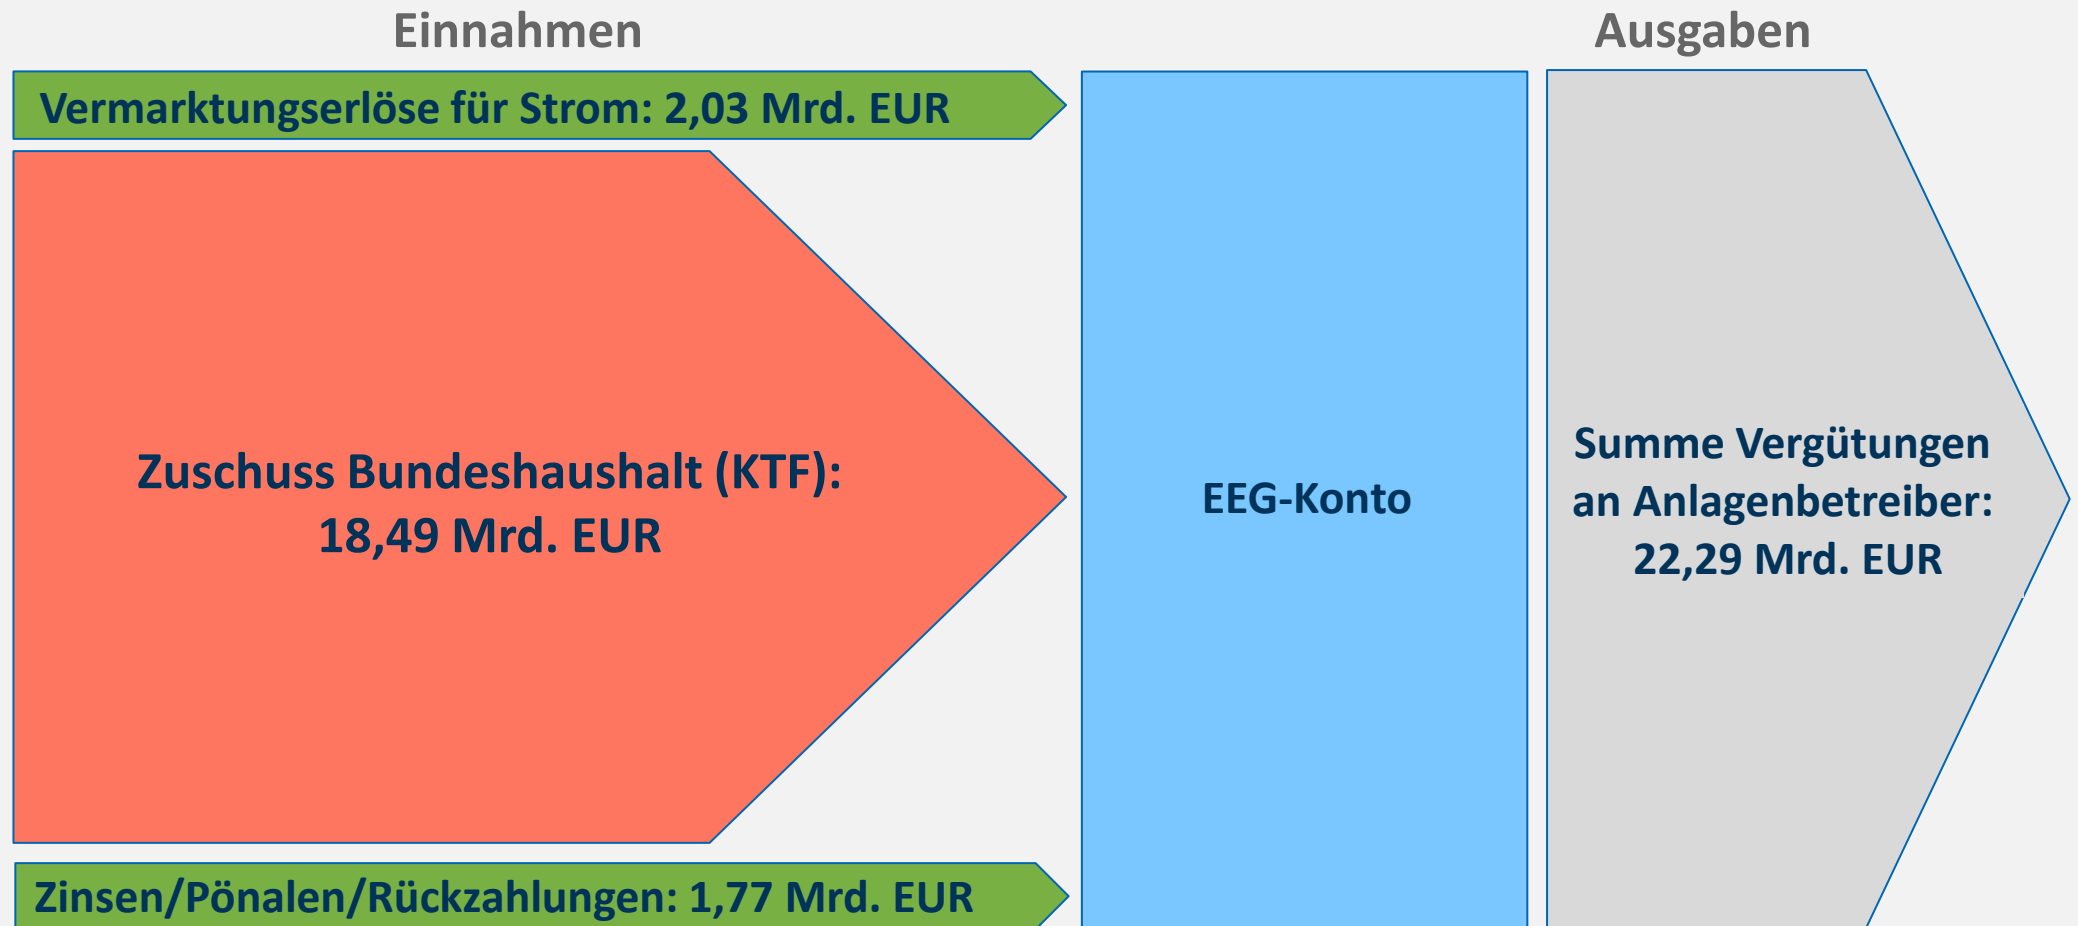 Einnahmen
Ausgaben
Vermarktungserlöse für Strom: 2,03 Mrd. EUR
Zuschuss Bundeshaushalt (KTF):
18,49 Mrd. EUR
EEG-Konto
Summe Vergütungen
an Anlagenbetreiber:
22,29 Mrd. EUR
Zinsen/Pönalen/Rückzahlungen: 1,77 Mrd. EUR